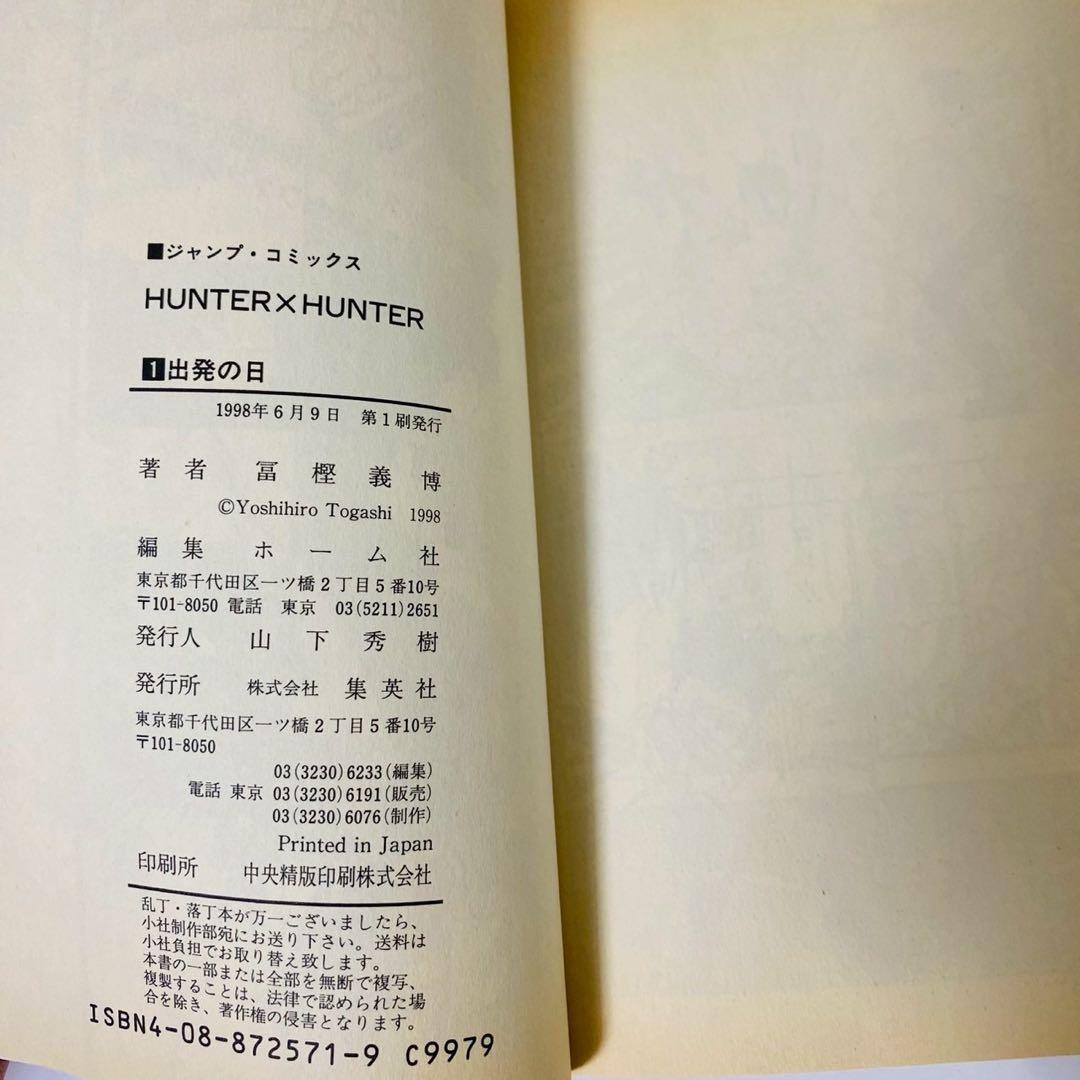 ■ジャンプ・コミックス
HUNTER×HUNTER
1出発の日
1998年6月9日 第1刷発行
著者 冨樫義博
©Yoshihiro Togashi 1998
編集 ホーム社
東京都千代田区一ツ橋2丁目5番10号
〒101-8050 電話 東京 03(5211)2651
発行人 山下秀樹
発行所 株式会社 集英社
東京都千代田区一ツ橋2丁目5番10号
〒101-8050
03(3230)6233(編集)
電話 東京 03(3230)6191(販売)
03(3230)6076(制作)
Printed in Japan
印刷所 中央精版印刷株式会社
乱丁・落丁本が万一ございましたら、
小社制作部宛にお送り下さい。送料は
小社負担でお取り替え致します。
本書の一部または全部を無断で複写、
複製することは、法律で認められた場
合を除き、著作権の侵害となります。
ISBN4-08-872571-9 C9979